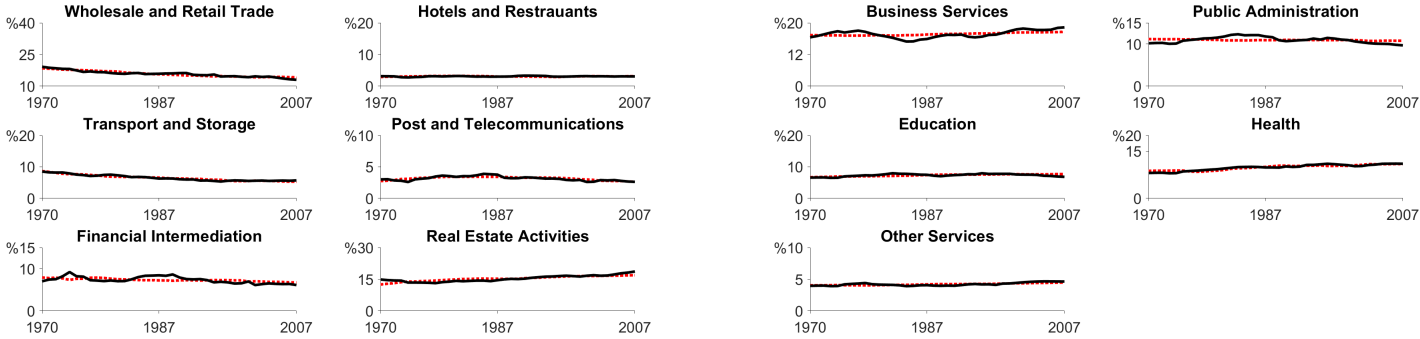 Wholesale and Retail Trade
%40
25
10
1970 1987 2007
Hotels and Restrauants
%20
10
0
1970 1987 2007
Business Services
%20
12
0
1970 1987 2007
Public Administration
%15
10
0
1970 1987 2007
Transport and Storage
%20
10
0
1970 1987 2007
Post and Telecommunications
%10
5
0
1970 1987 2007
Education
%20
10
0
1970 1987 2007
Health
%20
15
0
1970 1987 2007
Financial Intermediation
%15
10
0
1970 1987 2007
Real Estate Activities
%30
15
0
1970 1987 2007
Other Services
%10
5
0
1970 1987 2007